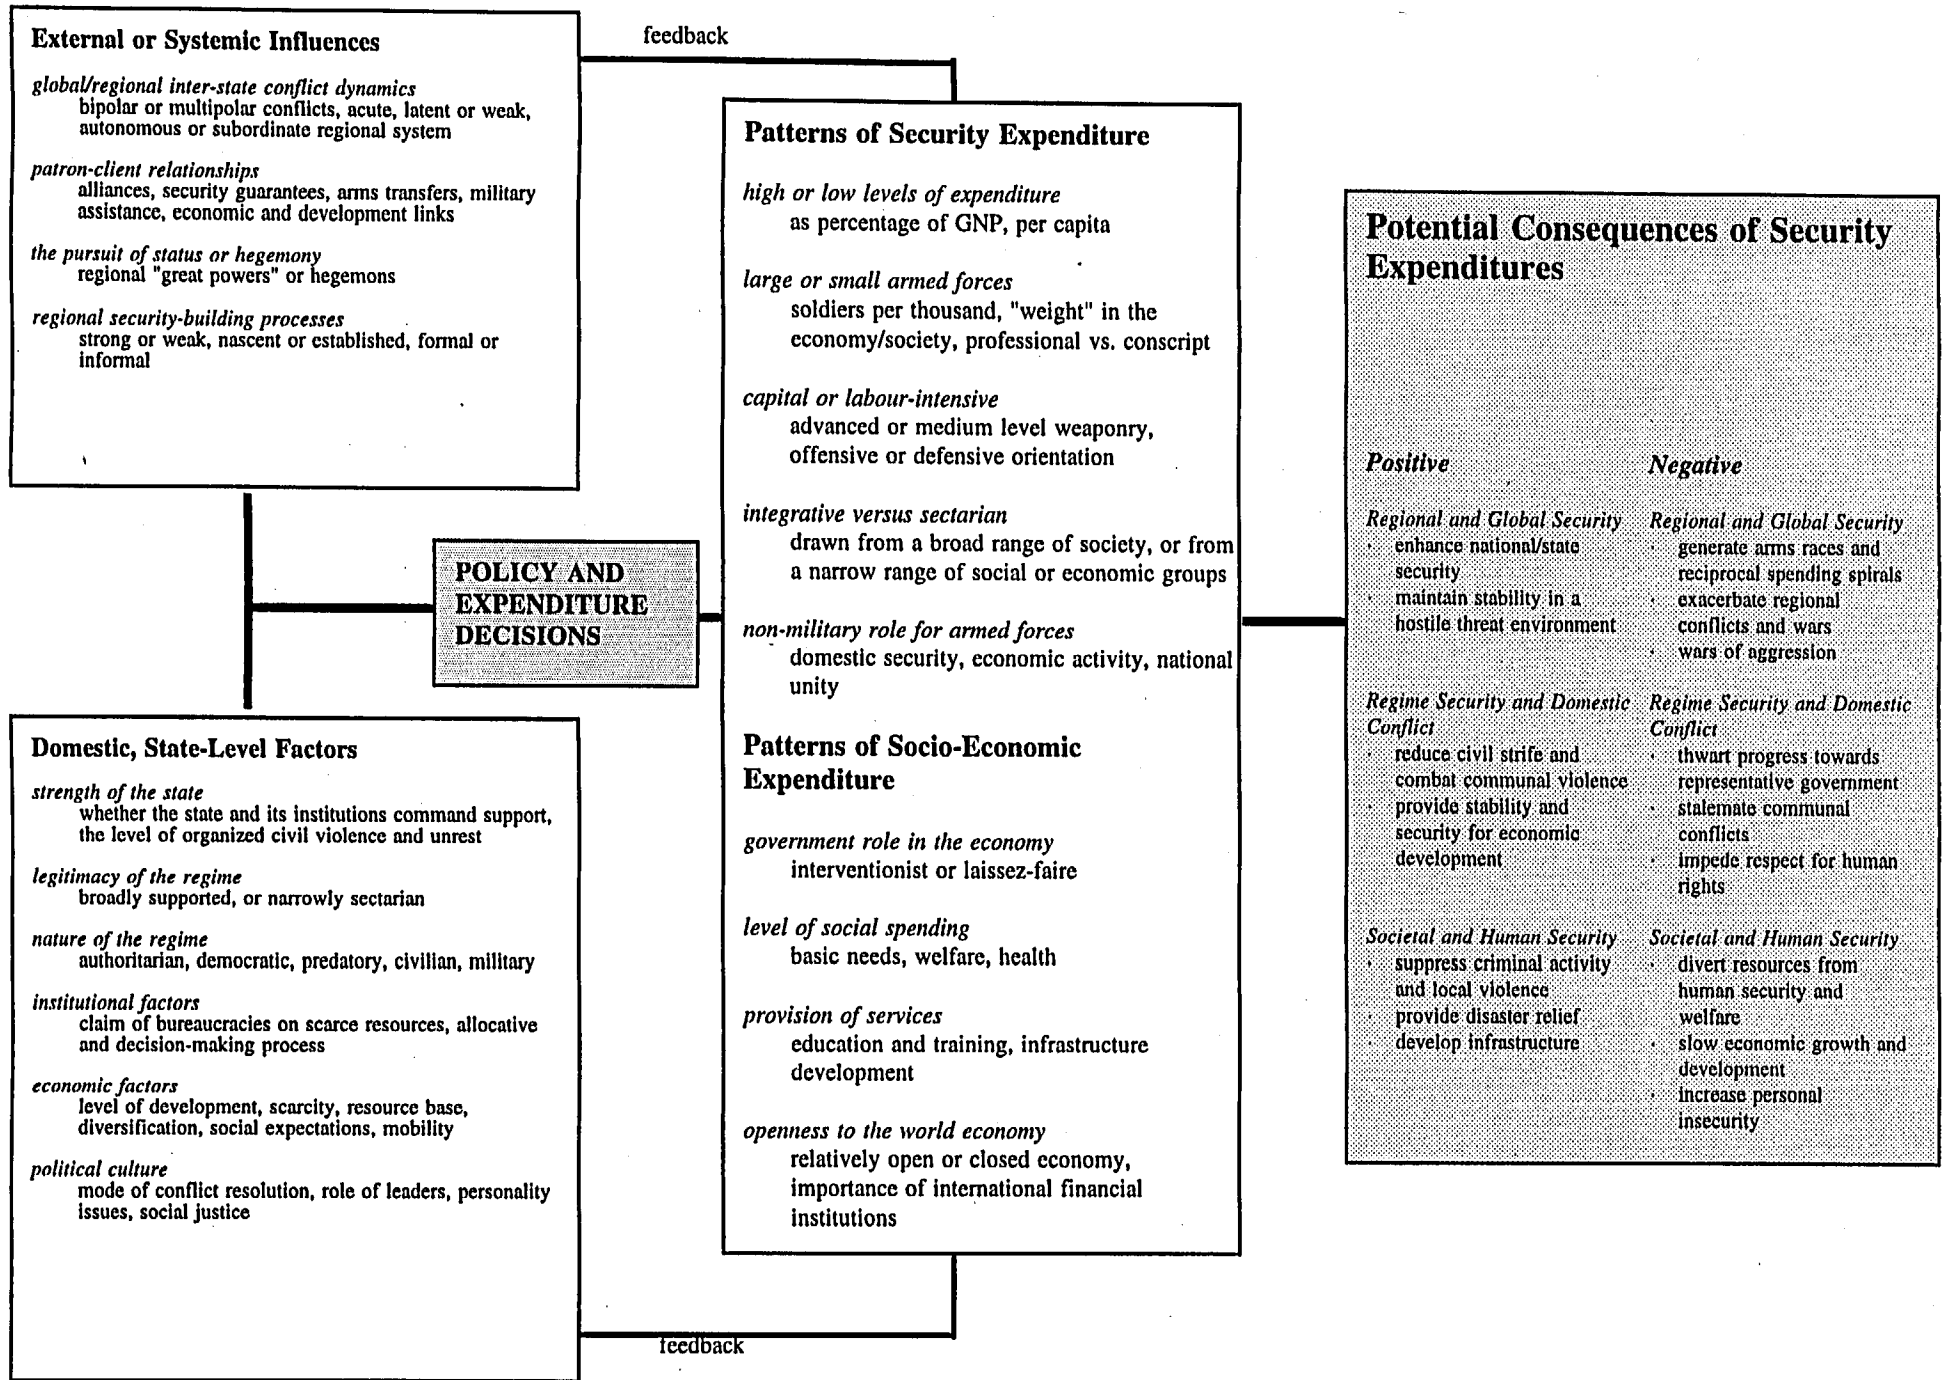 External or Systemic Influences
global/regional inter-state conflict dynamics
bipolar or multipolar conflicts, acute, latent or weak,
autonomous or subordinate regional system
patron-client relationships
alliances, security guarantees, arms transfers, military
assistance, economic and development links
the pursuit of status or hegemony
regional "great powers" or hegemons
regional security-building processes
strong or weak, nascent or established, formal or
informal
feedback
POLICY AND
EXPENDITURE
DECISIONS
Domestic, State-Level Factors
strength of the state
whether the state and its institutions command support,
the level of organized civil violence and unrest
legitimacy of the regime
broadly supported, or narrowly sectarian
nature of the regime
authoritarian, democratic, predatory, civilian, military
institutional factors
claim of bureaucracies on scarce resources, allocative
and decision-making process
economic factors
level of development, scarcity, resource base,
diversification, social expectations, mobility
political culture
mode of conflict resolution, role of leaders, personality
issues, social justice
feedback
Patterns of Security Expenditure
high or low levels of expenditure
as percentage of GNP, per capita
large or small armed forces
soldiers per thousand, "weight" in the
economy/society, professional vs. conscript
capital or labour-intensive
advanced or medium level weaponry,
offensive or defensive orientation
integrative versus sectarian
drawn from a broad range of society, or from
a narrow range of social or economic groups
non-military role for armed forces
domestic security, economic activity, national
unity
Patterns of Socio-Economic
Expenditure
government role in the economy
interventionist or laissez-faire
level of social spending
basic needs, welfare, health
provision of services
education and training, infrastructure
development
openness to the world economy
relatively open or closed economy,
importance of international financial
institutions
Potential Consequences of Security
Expenditures
Positive
Regional and Global Security
· enhance national/state
security
· maintain stability in a
hostile threat environment
Regime Security and Domestic
Conflict
· reduce civil strife and
combat communal violence
· provide stability and
security for economic
development
Societal and Human Security
· suppress criminal activity
and local violence
· provide disaster relief
· develop infrastructure
Negative
Regional and Global Security
· generate arms races and
reciprocal spending spirals
· exacerbate regional
conflicts and wars
· wars of aggression
Regime Security and Domestic
Conflict
· thwart progress towards
representative government
· stalemate communal
conflicts
· impede respect for human
rights
Societal and Human Security
· divert resources from
human security and
welfare
· slow economic growth and
development
· increase personal
insecurity